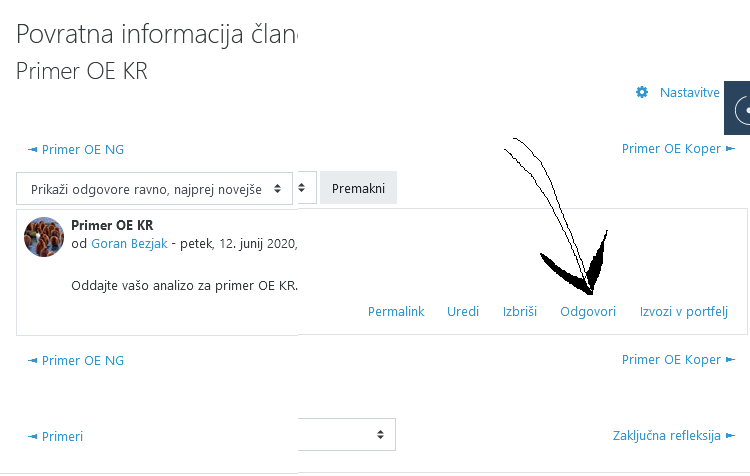 Povratna informacija član
Primer OE KR
Nastavitve
◄ Primer OE NG
Primer OE Koper ►
Prikaži odgovore ravno, najprej novejše
Premakni
Primer OE KR
od Goran Bezjak - petek, 12. junij 2020,
Oddajte vašo analizo za primer OE KR.
Permalink Uredi Izbriši Odgovori Izvozi v portfelj
◄ Primer OE NG
Primer OE Koper ►
◄ Primeri
Zaključna refleksija ►